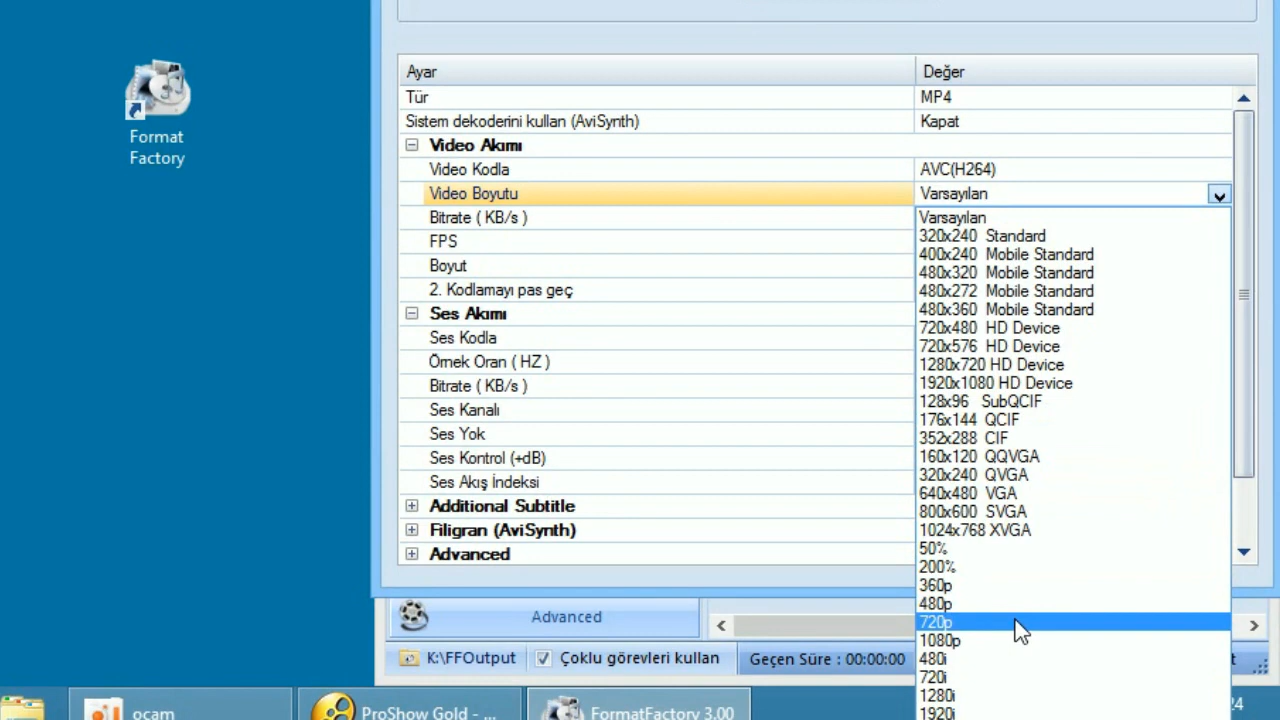 Format
Factory
Ayar Değer
Tür MP4
Sistem dekoderini kullan (AviSynth) Kapat
Video Akımı
Video Kodla AVC(H264)
Video Boyutu Varsayılan
Bitrate ( KB/s )
FPS
Boyut
2. Kodlamayı pas geç
Ses Akımı
Ses Kodla
Örnek Oran ( HZ )
Bitrate ( KB/s )
Ses Kanalı
Ses Yok
Ses Kontrol (+dB)
Ses Akış İndeksi
Additional Subtitle
Filigran (AviSynth)
Advanced
Varsayılan
320x240 Standard
400x240 Mobile Standard
480x320 Mobile Standard
480x272 Mobile Standard
480x360 Mobile Standard
720x480 HD Device
720x576 HD Device
1280x720 HD Device
1920x1080 HD Device
128x96 SubQCIF
176x144 QCIF
352x288 CIF
160x120 QQVGA
320x240 QVGA
640x480 VGA
800x600 SVGA
1024x768 XVGA
50%
200%
360p
480p
720p
1080p
480i
720i
1280i
1920i
Advanced
K:\FFOutput Çoklu görevleri kullan Geçen Süre : 00:00:00 t
ocam ProShow Gold - ... FormatFactory 3.00 24